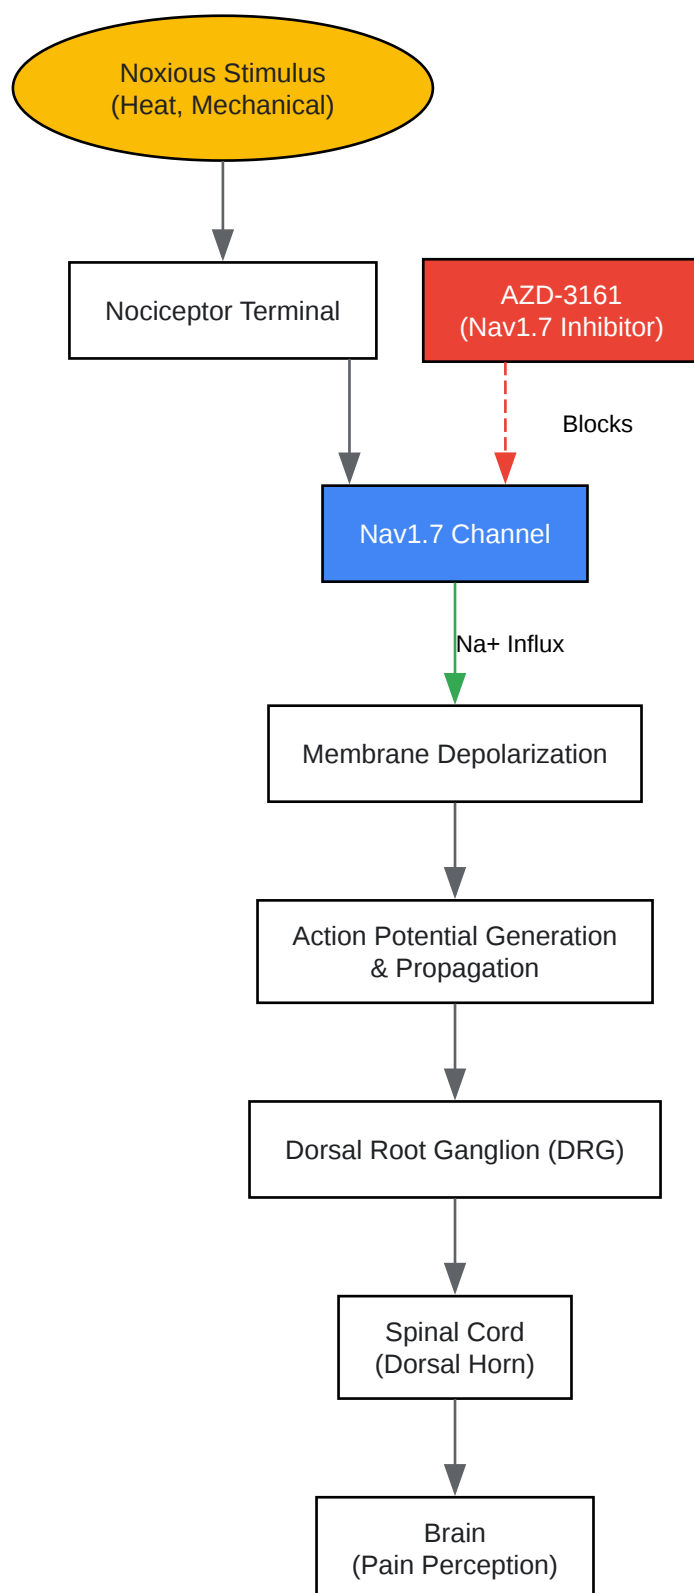 Noxious Stimulus
(Heat, Mechanical)
Nociceptor Terminal
AZD-3161
(Nav1.7 Inhibitor)
Blocks
Nav1.7 Channel
Na+ Influx
Membrane Depolarization
Action Potential Generation
& Propagation
Dorsal Root Ganglion (DRG)
Spinal Cord
(Dorsal Horn)
Brain
(Pain Perception)